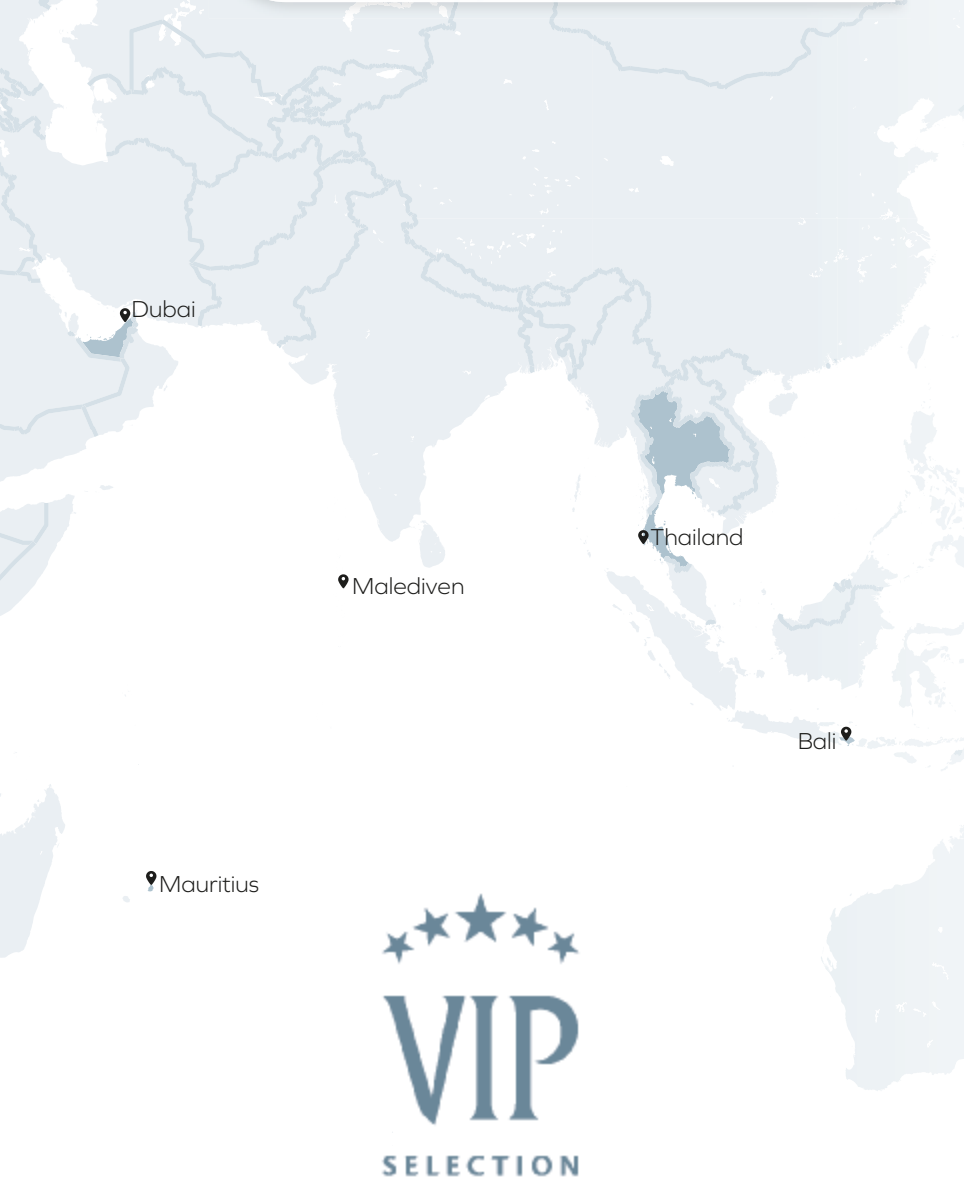 Dubai
Thailand
Malediven
Bali
Mauritius
VIP
SELECTION